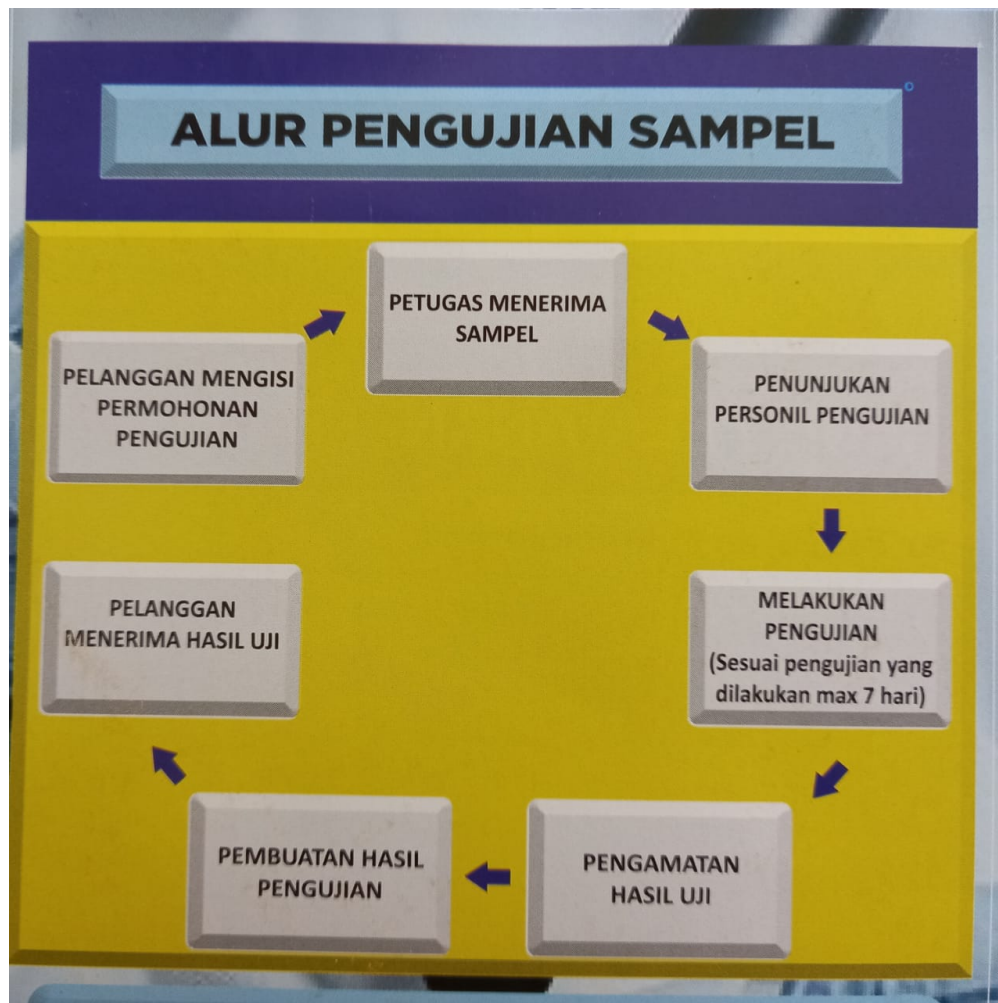 ALUR PENGUJIAN SAMPEL
PELANGGAN MENGISI
PERMOHONAN
PENGUJIAN
PETUGAS MENERIMA
SAMPEL
PENUNJUKAN
PERSONIL PENGUJIAN
MELAKUKAN
PENGUJIAN
(Sesuai pengujian yang
dilakukan max 7 hari)
PENGAMATAN
HASIL UJI
PEMBUATAN HASIL
PENGUJIAN
PELANGGAN
MENERIMA HASIL UJI